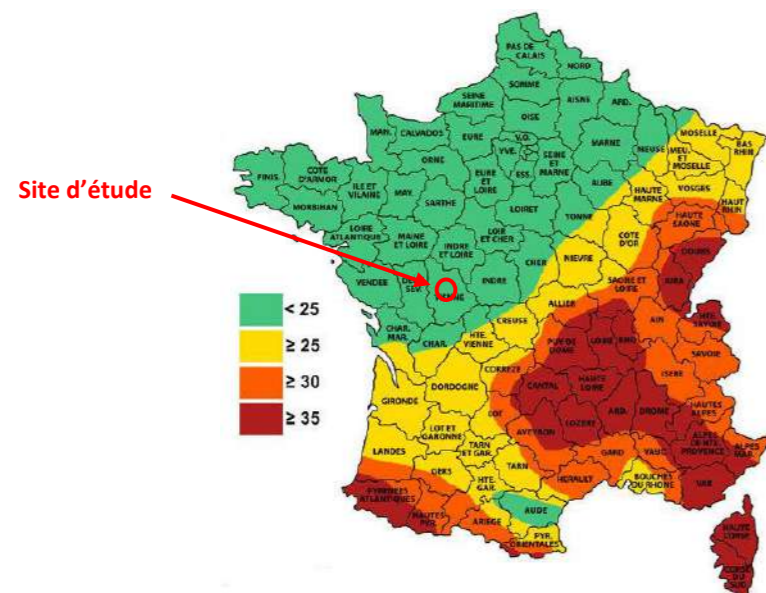 PAS DE
CALAIS
NORD
SOMME
SEINE
MARITIME
AISNE
ARD.
OISE
MAN.
CALVADOS
EURE
V.O.
YVE.
ESS.
SEINE
ET
MARNE
MARNE
MEUSE
MOSELLE
MEU.
ET
MOSELLE
BAS
RHIN
ORNE
FINIS.
COTE
D'ARMOR
ILE ET
VILAINE
MAY.
SARTHE
EURE
ET
LOIR
AUBE
HAUTE
MARNE
VOSGES
HAUT
RHIN
Site d'étude
MORBIHAN
LOIRET
YONNE
HAUTE
SAONE
LOIRE
ATLANTIQUE
MAINE
ET LOIRE
INDRE
ET LOIRE
LOIR
ET CHER
COTE
D'OR
DOUBS
NIEVRE
CHER
VENDEE
INDRE
SAONE ET
LOIRE
JURA
ALLIER
< 25
≥ 25
≥ 30
≥ 35
CHAR.
MAR.
CHAR.
HTE.
VIENNE
CREUSE
PUY DE
DOME
LOIRE
RHO.
AIN
HTE.
SAVOIE
SAVOIE
CORREZE
DORDOGNE
GIRONDE
CANTAL
HAUTE
LOIRE
ISERE
HAUTES
ALPES
LOT
LOT ET
GARONNE
AVEYRON
LOZERE
ARD.
DROME
ALPES
DE HTE.
PROVENCE
ALPES
MAR.
LANDES
TARN
ET GAR.
TARN
GARD
VAUC.
GERS
HTE.
GAR.
HERAULT
BOUCHES
DU RHONE
VAR
PYRENEES
ATLANTIQUES
HAUTES
PYR.
ARIEGE
AUDE
PYR.
ORIENTALES
HAUTE
CORSE
CORSE
DU
SUD